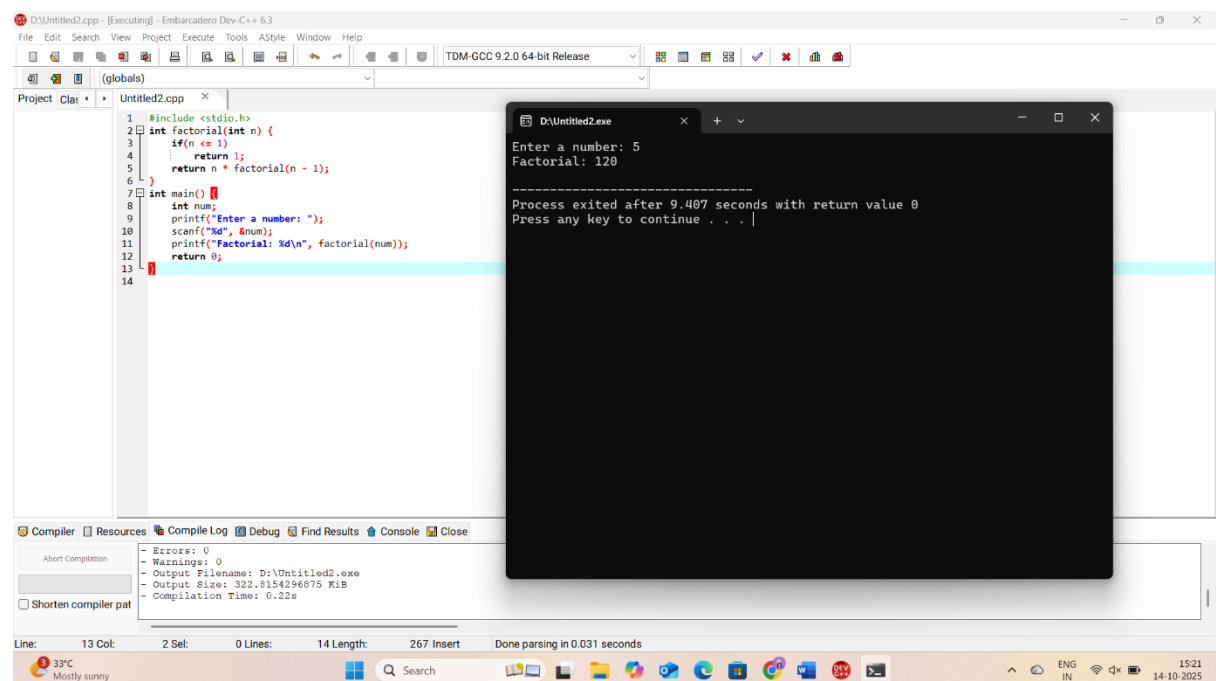 D:\Untitled2.cpp - [Executing] - Embarcadero Dev-C++ 6.3
File Edit Search View Project Execute Tools AStyle Window Help
TDM-GCC 9.2.0 64-bit Release
(globals)
Project Clas Untitled2.cpp
1 #include <stdio.h>
2 int factorial(int n) {
3 if(n <= 1)
4 return 1;
5 return n * factorial(n - 1);
6 }
7 int main() {
8 int num;
9 printf("Enter a number: ");
10 scanf("%d", &num);
11 printf("Factorial: %d\n", factorial(num));
12 return 0;
13 }
14
D:\Untitled2.exe
Enter a number: 5
Factorial: 120
--------------------------------
Process exited after 9.407 seconds with return value 0
Press any key to continue . . .
Compiler Resources Compile Log Debug Find Results Console Close
Abort Compilation
Shorten compiler pat
- Errors: 0
- Warnings: 0
- Output Filename: D:\Untitled2.exe
- Output Size: 322.8154296875 KiB
- Compilation Time: 0.22s
Line: 13 Col: 2 Sel: 0 Lines: 14 Length: 267 Insert Done parsing in 0.031 seconds
3
33°C
Mostly sunny
Search
DEV C++
ENG
IN
15:21
14-10-2025